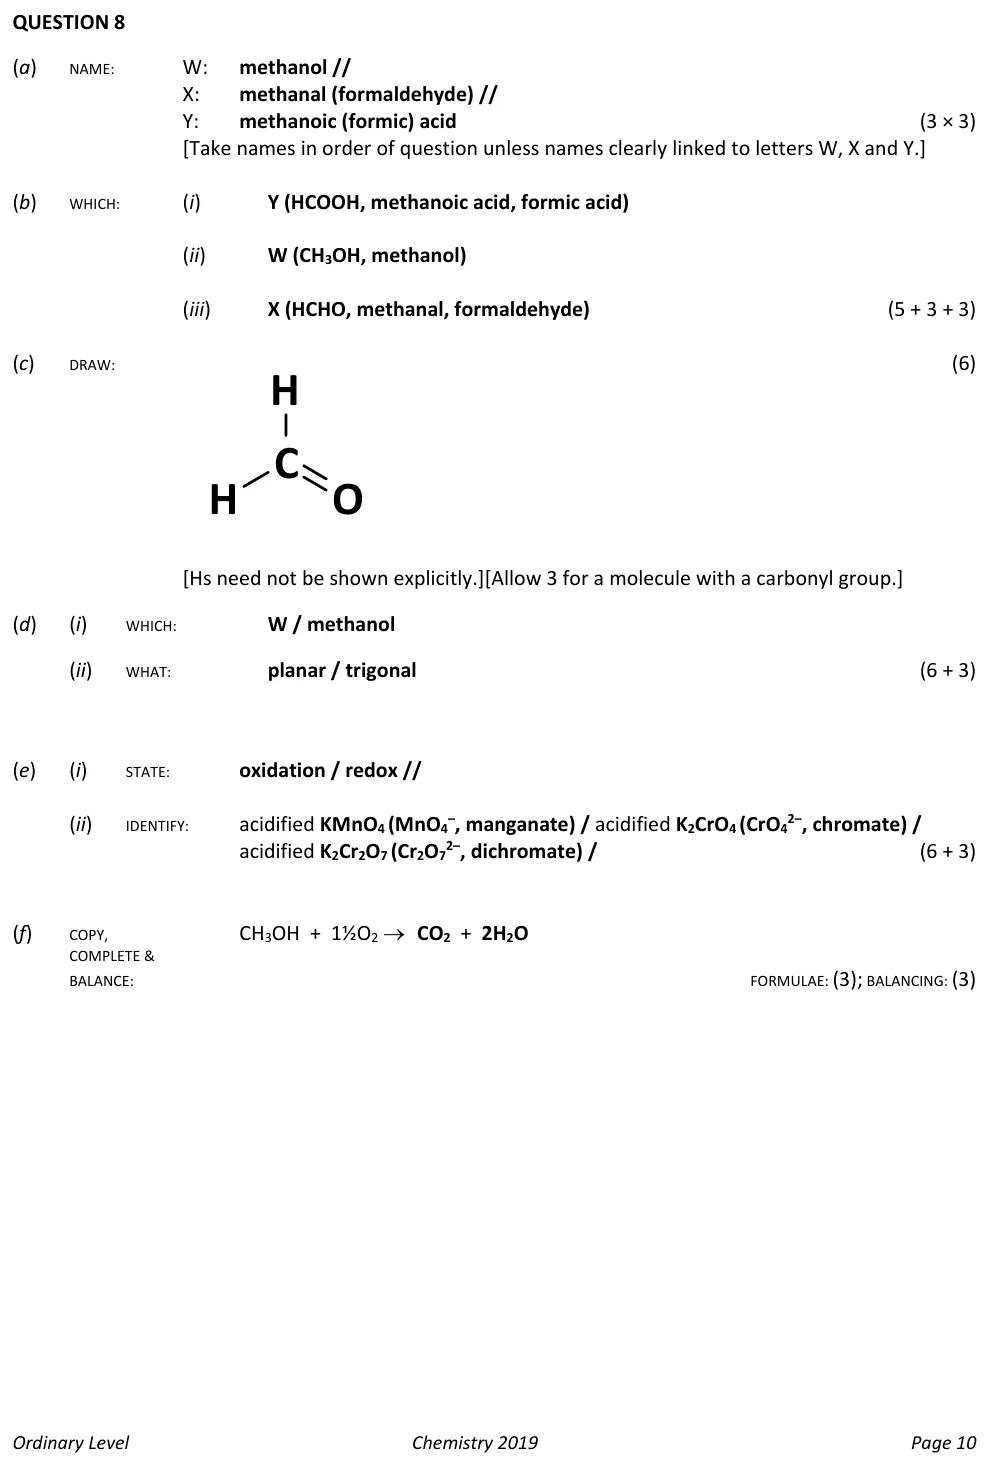 QUESTION 8
(a) NAME: W: methanol //
X: methanal (formaldehyde) //
Y: methanoic (formic) acid (3 × 3)
[Take names in order of question unless names clearly linked to letters W, X and Y.]
(b) WHICH: (i) Y (HCOOH, methanoic acid, formic acid)
(ii) W (CH₃OH, methanol)
(iii) X (HCHO, methanal, formaldehyde) (5 + 3 + 3)
(c) DRAW: (6)
H
C
H O
[Hs need not be shown explicitly.][Allow 3 for a molecule with a carbonyl group.]
(d) (i) WHICH: W / methanol
(ii) WHAT: planar / trigonal (6 + 3)
(e) (i) STATE: oxidation / redox //
(ii) IDENTIFY: acidified KMnO₄ (MnO₄⁻, manganate) / acidified K₂CrO₄ (CrO₄²⁻, chromate) /
acidified K₂Cr₂O₇ (Cr₂O₇²⁻, dichromate) / (6 + 3)
(f) COPY, CH₃OH + 1½O₂ → CO₂ + 2H₂O
COMPLETE &
BALANCE: FORMULAE: (3); BALANCING: (3)
Ordinary Level Chemistry 2019 Page 10